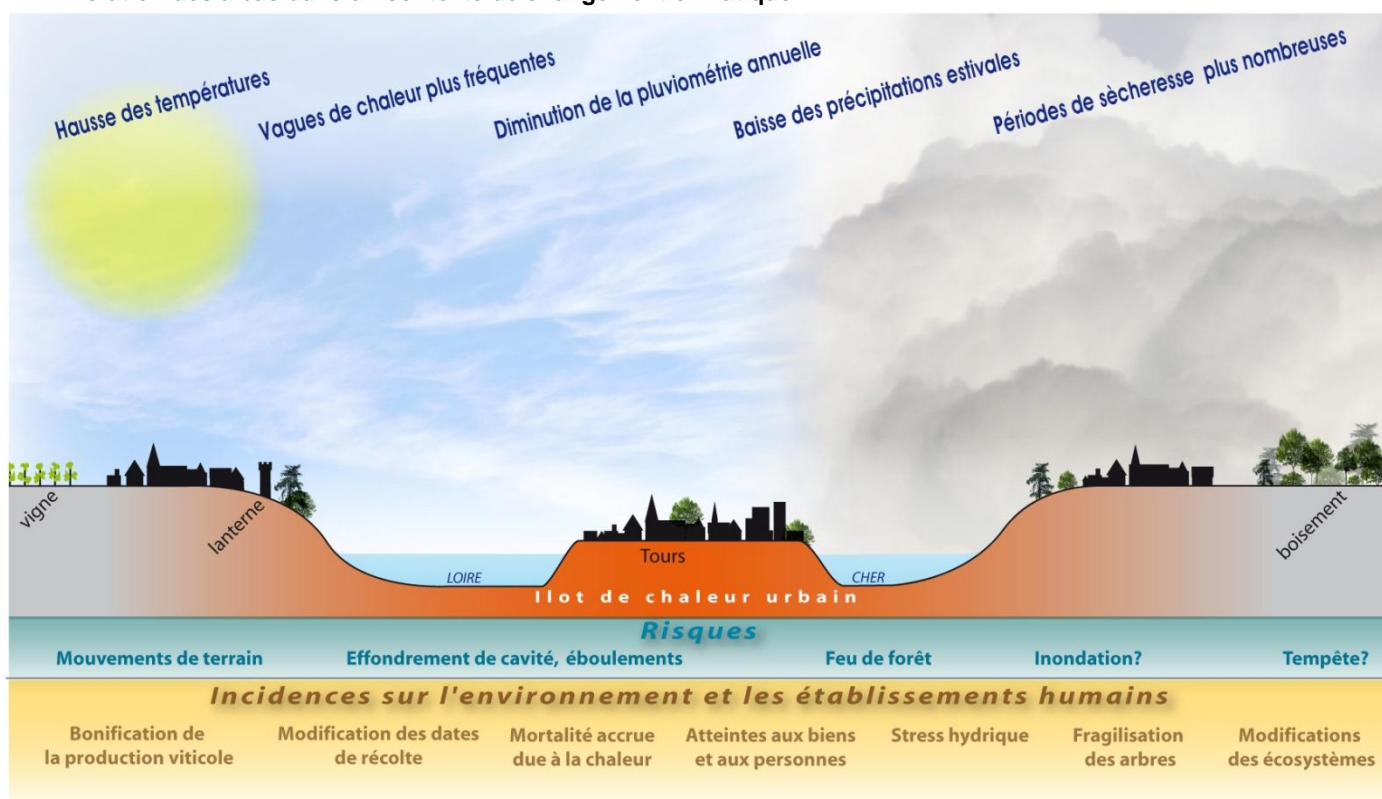 Hausse des températures
Vagues de chaleur plus fréquentes
Diminution de la pluviométrie annuelle
Baisse des précipitations estivales
Périodes de sècheresse plus nombreuses
vigne
lanterne
LOIRE
Tours
CHER
boisement
Ilot de chaleur urbain
Risques
Mouvements de terrain
Effondrement de cavité, éboulements
Feu de forêt
Inondation?
Tempête?
Incidences sur l'environnement et les établissements humains
Bonification de
la production viticole
Modification des dates
de récolte
Mortalité accrue
due à la chaleur
Atteintes aux biens
et aux personnes
Stress hydrique
Fragilisation
des arbres
Modifications
des écosystèmes